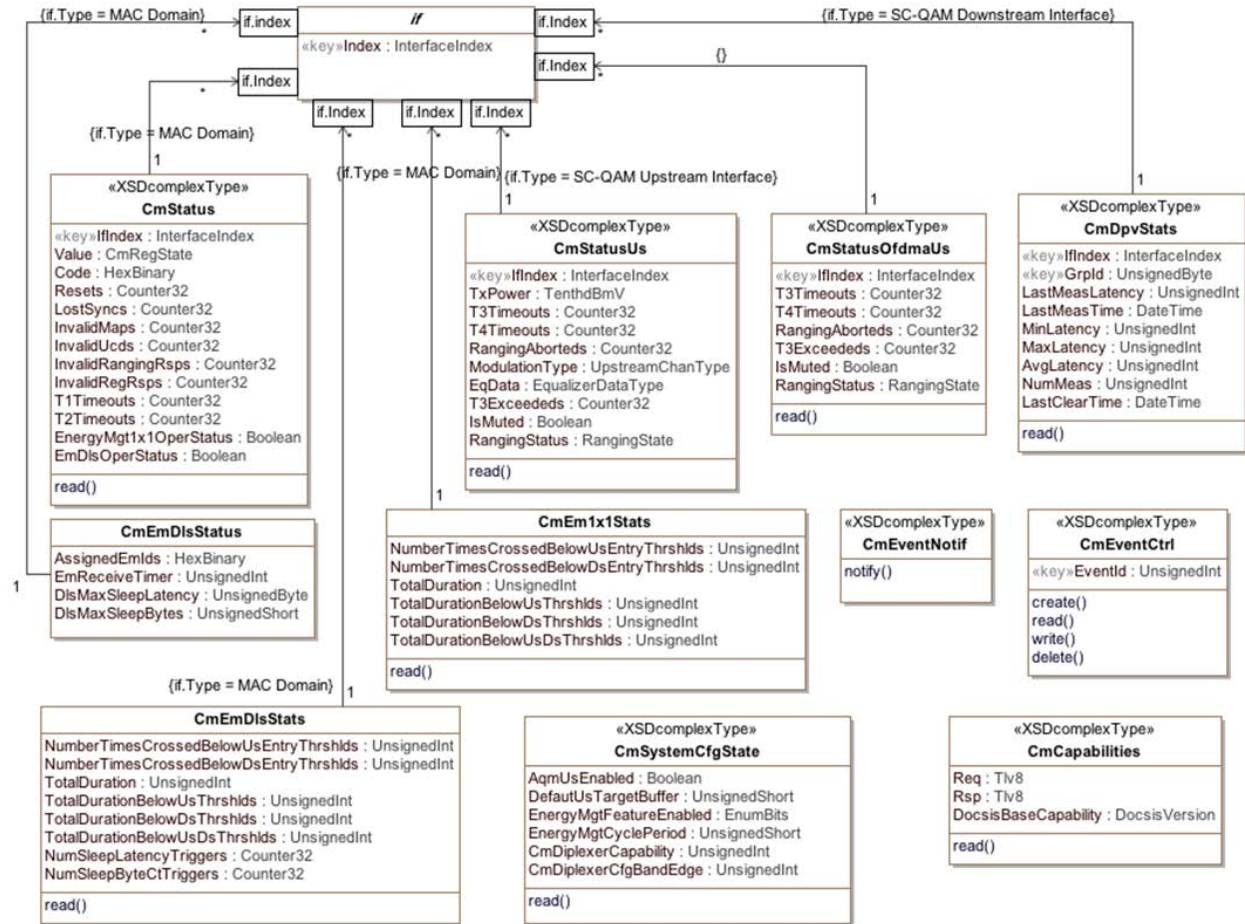 {if.Type = MAC Domain}
if.index
*
if
«key»Index : InterfaceIndex
if.Index
*
{if.Type = SC-QAM Downstream Interface}
if.Index
*
{}
if.Index
*
if.Index
*
if.Index
*
if.Index
*
{if.Type = MAC Domain}
1
{if.Type = MAC Domain}
{if.Type = SC-QAM Upstream Interface}
1
1
1
«XSDcomplexType»
CmStatus
«key»IfIndex : InterfaceIndex
Value : CmRegState
Code : HexBinary
Resets : Counter32
LostSyncs : Counter32
InvalidMaps : Counter32
InvalidUcds : Counter32
InvalidRangingRsps : Counter32
InvalidRegRsps : Counter32
T1Timeouts : Counter32
T2Timeouts : Counter32
EnergyMgt1x1OperStatus : Boolean
EmDlsOperStatus : Boolean
read()
«XSDcomplexType»
CmStatusUs
«key»IfIndex : InterfaceIndex
TxPower : TenthdBmV
T3Timeouts : Counter32
T4Timeouts : Counter32
RangingAborteds : Counter32
ModulationType : UpstreamChanType
EqData : EqualizerDataType
T3Exceededs : Counter32
IsMuted : Boolean
RangingStatus : RangingState
read()
«XSDcomplexType»
CmStatusOfdmaUs
«key»IfIndex : InterfaceIndex
T3Timeouts : Counter32
T4Timeouts : Counter32
RangingAborteds : Counter32
T3Exceededs : Counter32
IsMuted : Boolean
RangingStatus : RangingState
read()
«XSDcomplexType»
CmDpvStats
«key»IfIndex : InterfaceIndex
«key»GrpId : UnsignedByte
LastMeasLatency : UnsignedInt
LastMeasTime : DateTime
MinLatency : UnsignedInt
MaxLatency : UnsignedInt
AvgLatency : UnsignedInt
NumMeas : UnsignedInt
LastClearTime : DateTime
read()
1
CmEmDlsStatus
AssignedEmIds : HexBinary
EmReceiveTimer : UnsignedInt
DlsMaxSleepLatency : UnsignedByte
DlsMaxSleepBytes : UnsignedShort
1
CmEm1x1Stats
NumberTimesCrossedBelowUsEntryThrshlds : UnsignedInt
NumberTimesCrossedBelowDsEntryThrshlds : UnsignedInt
TotalDuration : UnsignedInt
TotalDurationBelowUsThrshlds : UnsignedInt
TotalDurationBelowDsThrshlds : UnsignedInt
TotalDurationBelowUsDsThrshlds : UnsignedInt
read()
«XSDcomplexType»
CmEventNotif
notify()
«XSDcomplexType»
CmEventCtrl
«key»EventId : UnsignedInt
create()
read()
write()
delete()
{if.Type = MAC Domain}
1
CmEmDlsStats
NumberTimesCrossedBelowUsEntryThrshlds : UnsignedInt
NumberTimesCrossedBelowDsEntryThrshlds : UnsignedInt
TotalDuration : UnsignedInt
TotalDurationBelowUsThrshlds : UnsignedInt
TotalDurationBelowDsThrshlds : UnsignedInt
TotalDurationBelowUsDsThrshlds : UnsignedInt
NumSleepLatencyTriggers : Counter32
NumSleepByteCtTriggers : Counter32
read()
«XSDcomplexType»
CmSystemCfgState
AqmUsEnabled : Boolean
DefautUsTargetBuffer : UnsignedShort
EnergyMgtFeatureEnabled : EnumBits
EnergyMgtCyclePeriod : UnsignedShort
CmDiplexerCapability : UnsignedInt
CmDiplexerCfgBandEdge : UnsignedInt
read()
«XSDcomplexType»
CmCapabilities
Req : Tlv8
Rsp : Tlv8
DocsisBaseCapability : DocsisVersion
read()